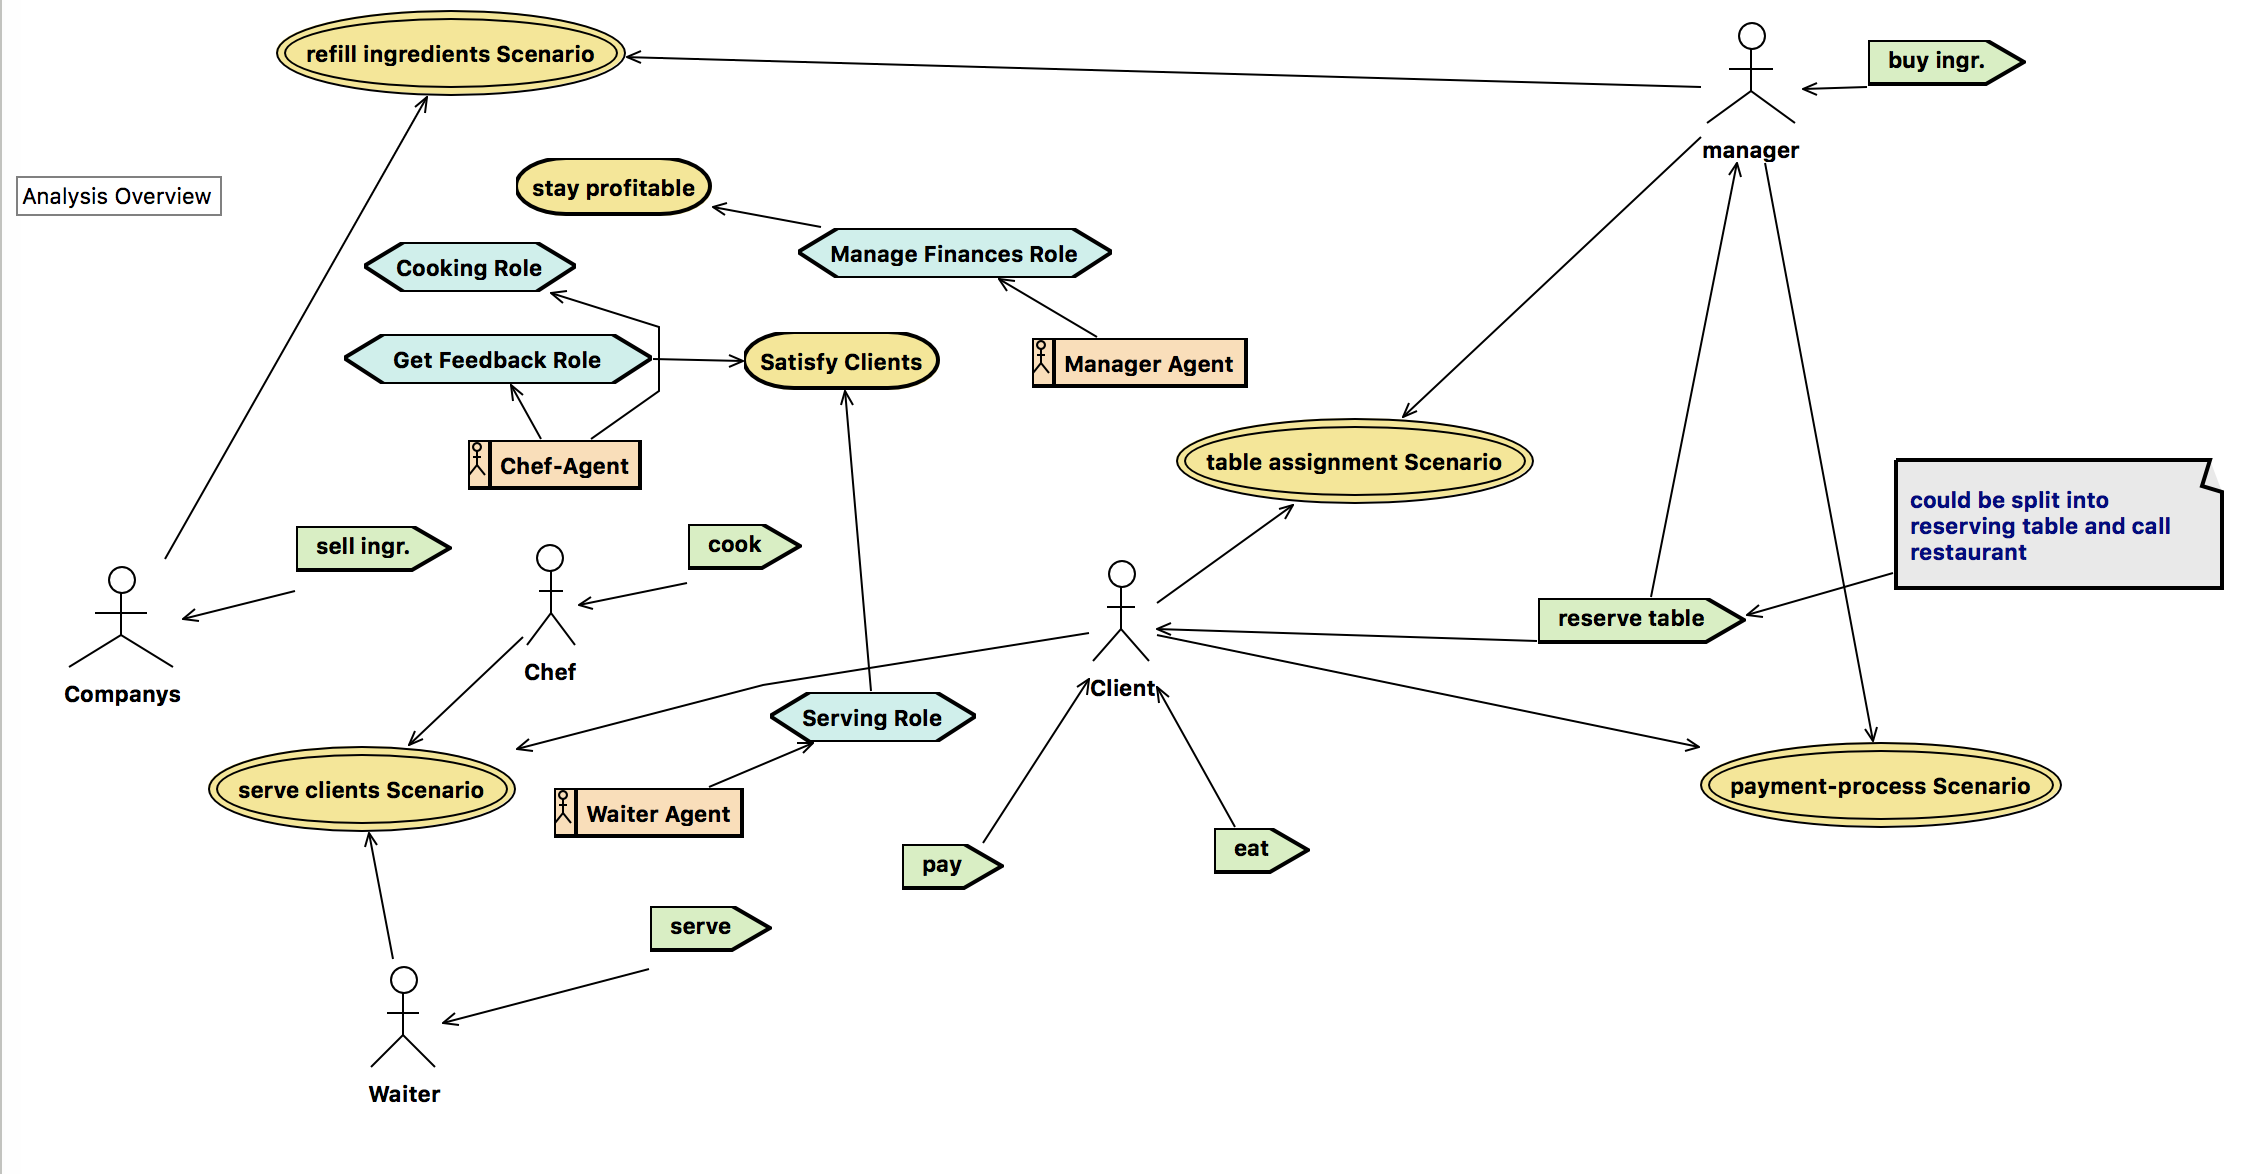 refill ingredients Scenario
buy ingr.
manager
Analysis Overview
stay profitable
Manage Finances Role
Cooking Role
Get Feedback Role
Satisfy Clients
Manager Agent
Chef-Agent
table assignment Scenario
could be split into
reserving table and call
restaurant
sell ingr.
cook
reserve table
Companys
Chef
Client
Serving Role
serve clients Scenario
Waiter Agent
payment-process Scenario
pay
eat
serve
Waiter